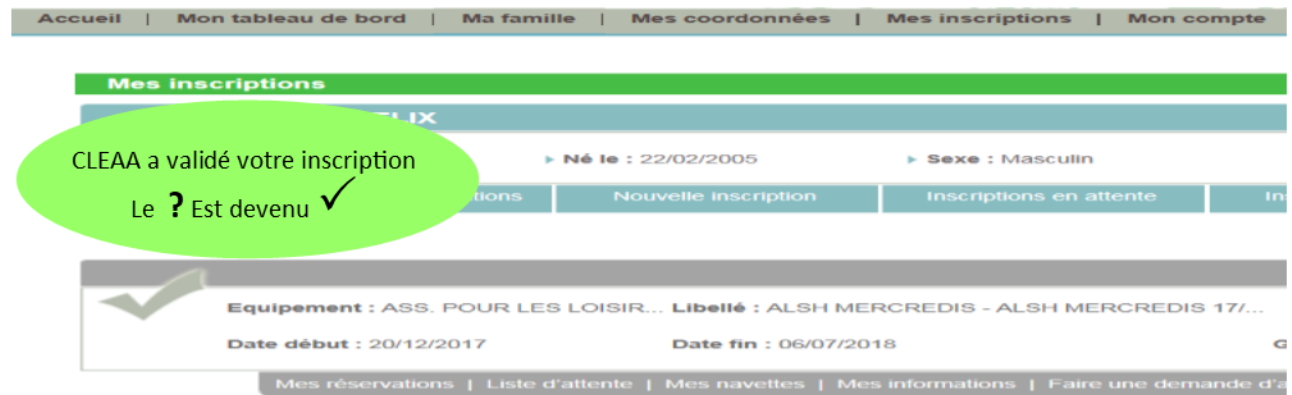 Accueil | Mon tableau de bord | Ma famille | Mes coordonnées | Mes inscriptions | Mon compte
Mes inscriptions
CLEAA a validé votre inscription
Le ? Est devenu ✓
Né le : 22/02/2005 Sexe : Masculin
Nouvelle inscription Inscriptions en attente
Equipement : ASS. POUR LES LOISIR... Libellé : ALSH MERCREDIS - ALSH MERCREDIS 17/...
Date début : 20/12/2017 Date fin : 06/07/2018
Mes réservations | Liste d'attente | Mes navettes | Mes informations | Faire une demande d'a